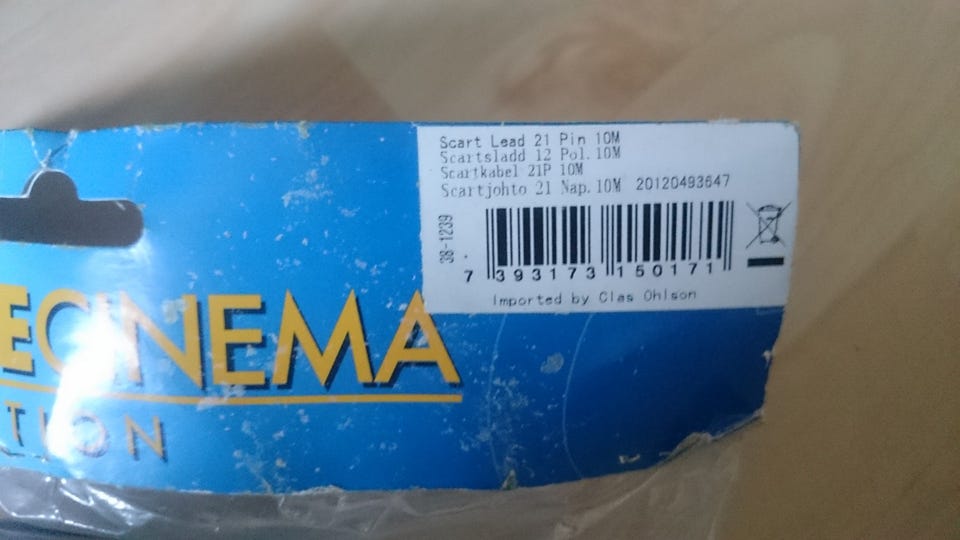 Scart Lead 21 Pin 10M
Scartsladd 12 Pol. 10M
Scartkabel 21P 10M
Scartjohto 21 Nap. 10M 20120493647
38-1239
7 393173 150171
Imported by Clas Ohlson
ECINEMA
TION